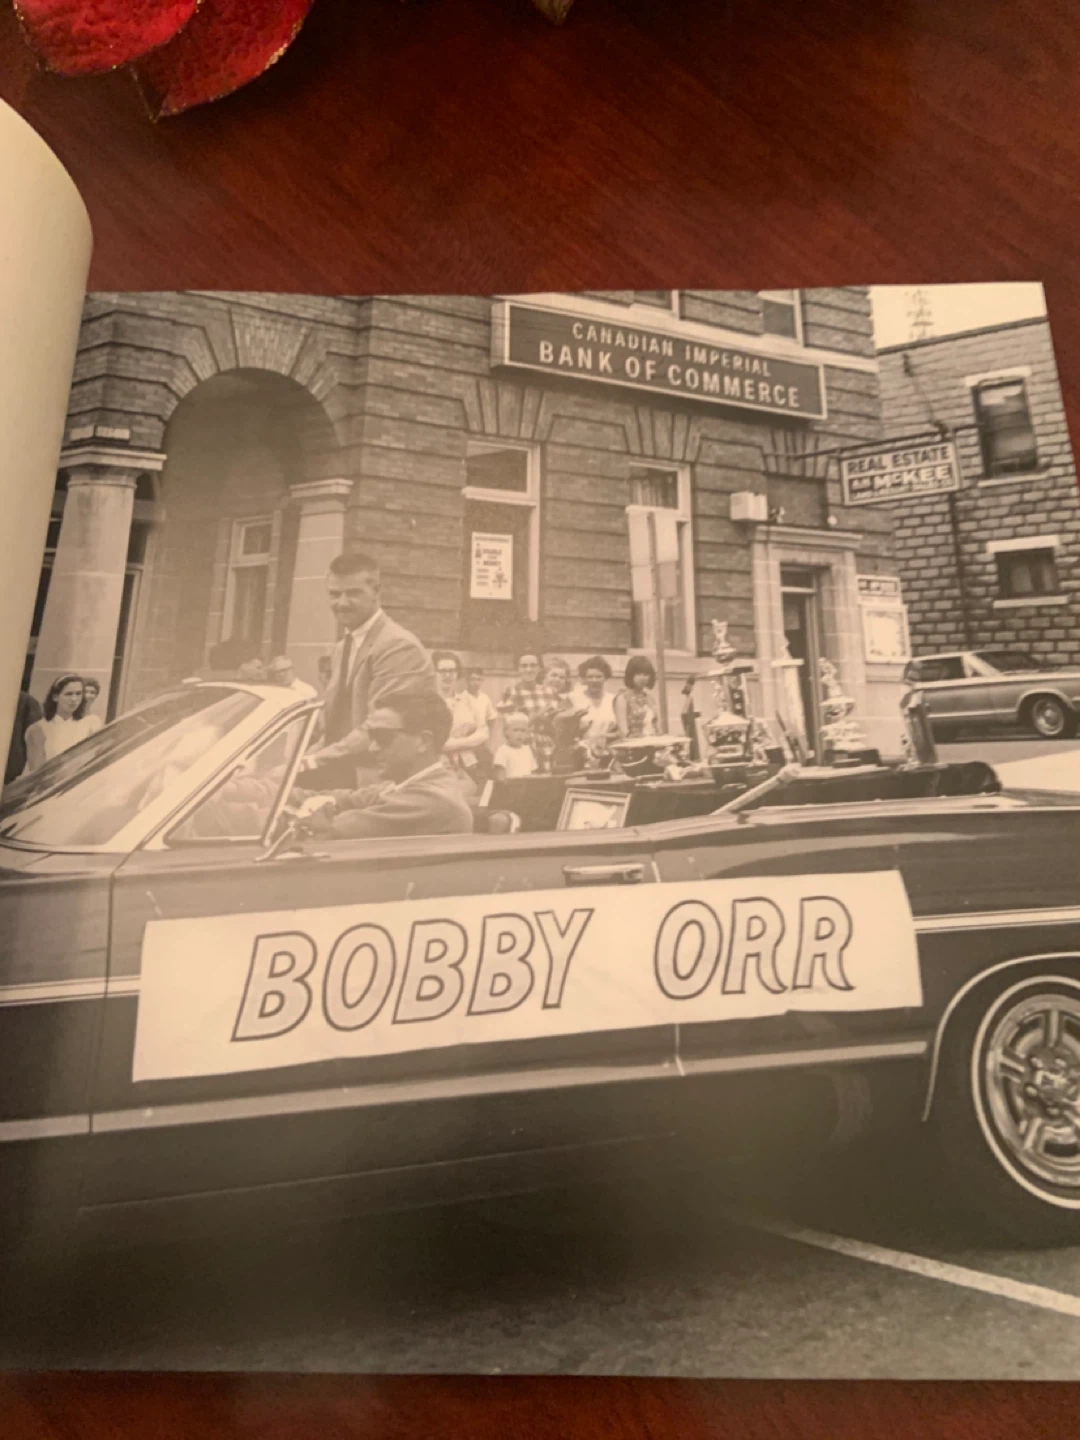 CANADIAN IMPERIAL
BANK OF COMMERCE
REAL ESTATE
McKEE
BOBBY ORR